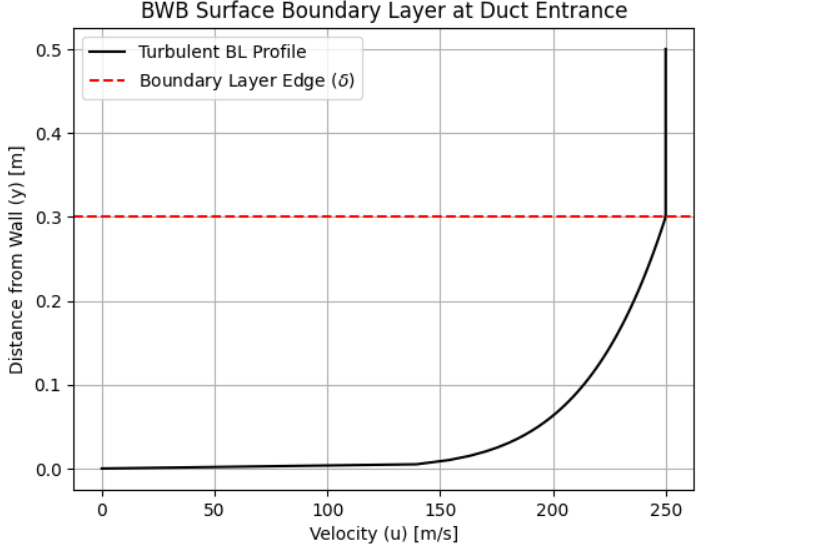 BWB Surface Boundary Layer at Duct Entrance
Turbulent BL Profile
Boundary Layer Edge (δ)
Distance from Wall (y) [m]
0.5
0.4
0.3
0.2
0.1
0.0
0 50 100 150 200 250
Velocity (u) [m/s]